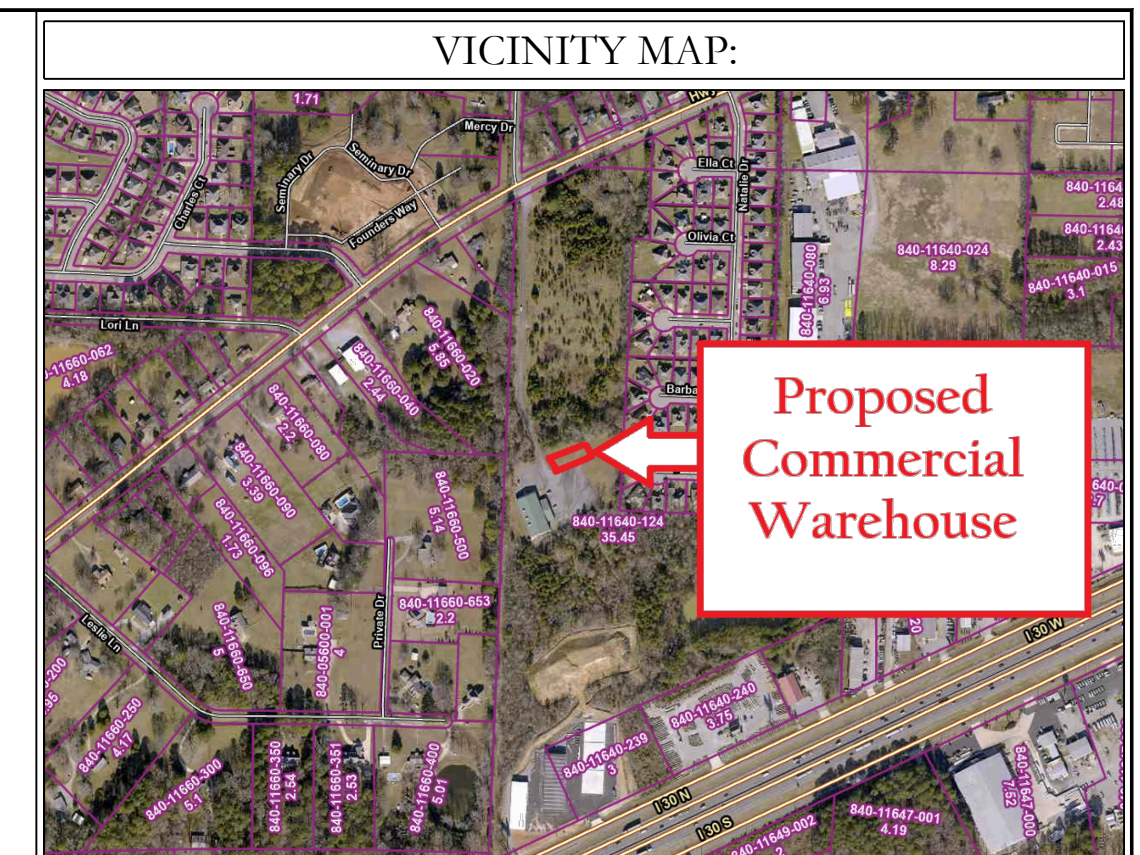 VICINITY MAP:
1.71
Hwy
Mercy Dr
Seminary Dr
Seminary Dr
Founders Way
Charles Ct
Ella Ct
Natalie Dr
Olivia Ct
840-1164
2.48
840-1164
2.43
840-11640-024
8.29
840-11640-015
3.1
840-11640-080
6.93
Lori Ln
840-11660-020
5.85
840-11660-040
2.44
840-11660-062
4.18
840-11660-080
2.2
Barba
Proposed
Commercial
Warehouse
840-11660-090
3.39
840-11660-096
1.73
840-11660-500
5.14
840-11640-124
35.45
640-0
.7
840-11660-653
2.2
Private Dr
840-05600-001
4
840-11660-650
5
Leslie Ln
20
I 30 W
-200
.95
840-11660-250
4.17
840-11640-240
3.75
840-11640-239
3
840-11660-300
5.1
840-11660-350
2.54
840-11660-351
2.53
840-11660-400
5.01
I 30 N
I 30 S
840-11647-000
7.52
840-11647-001
4.19
840-11649-002
2